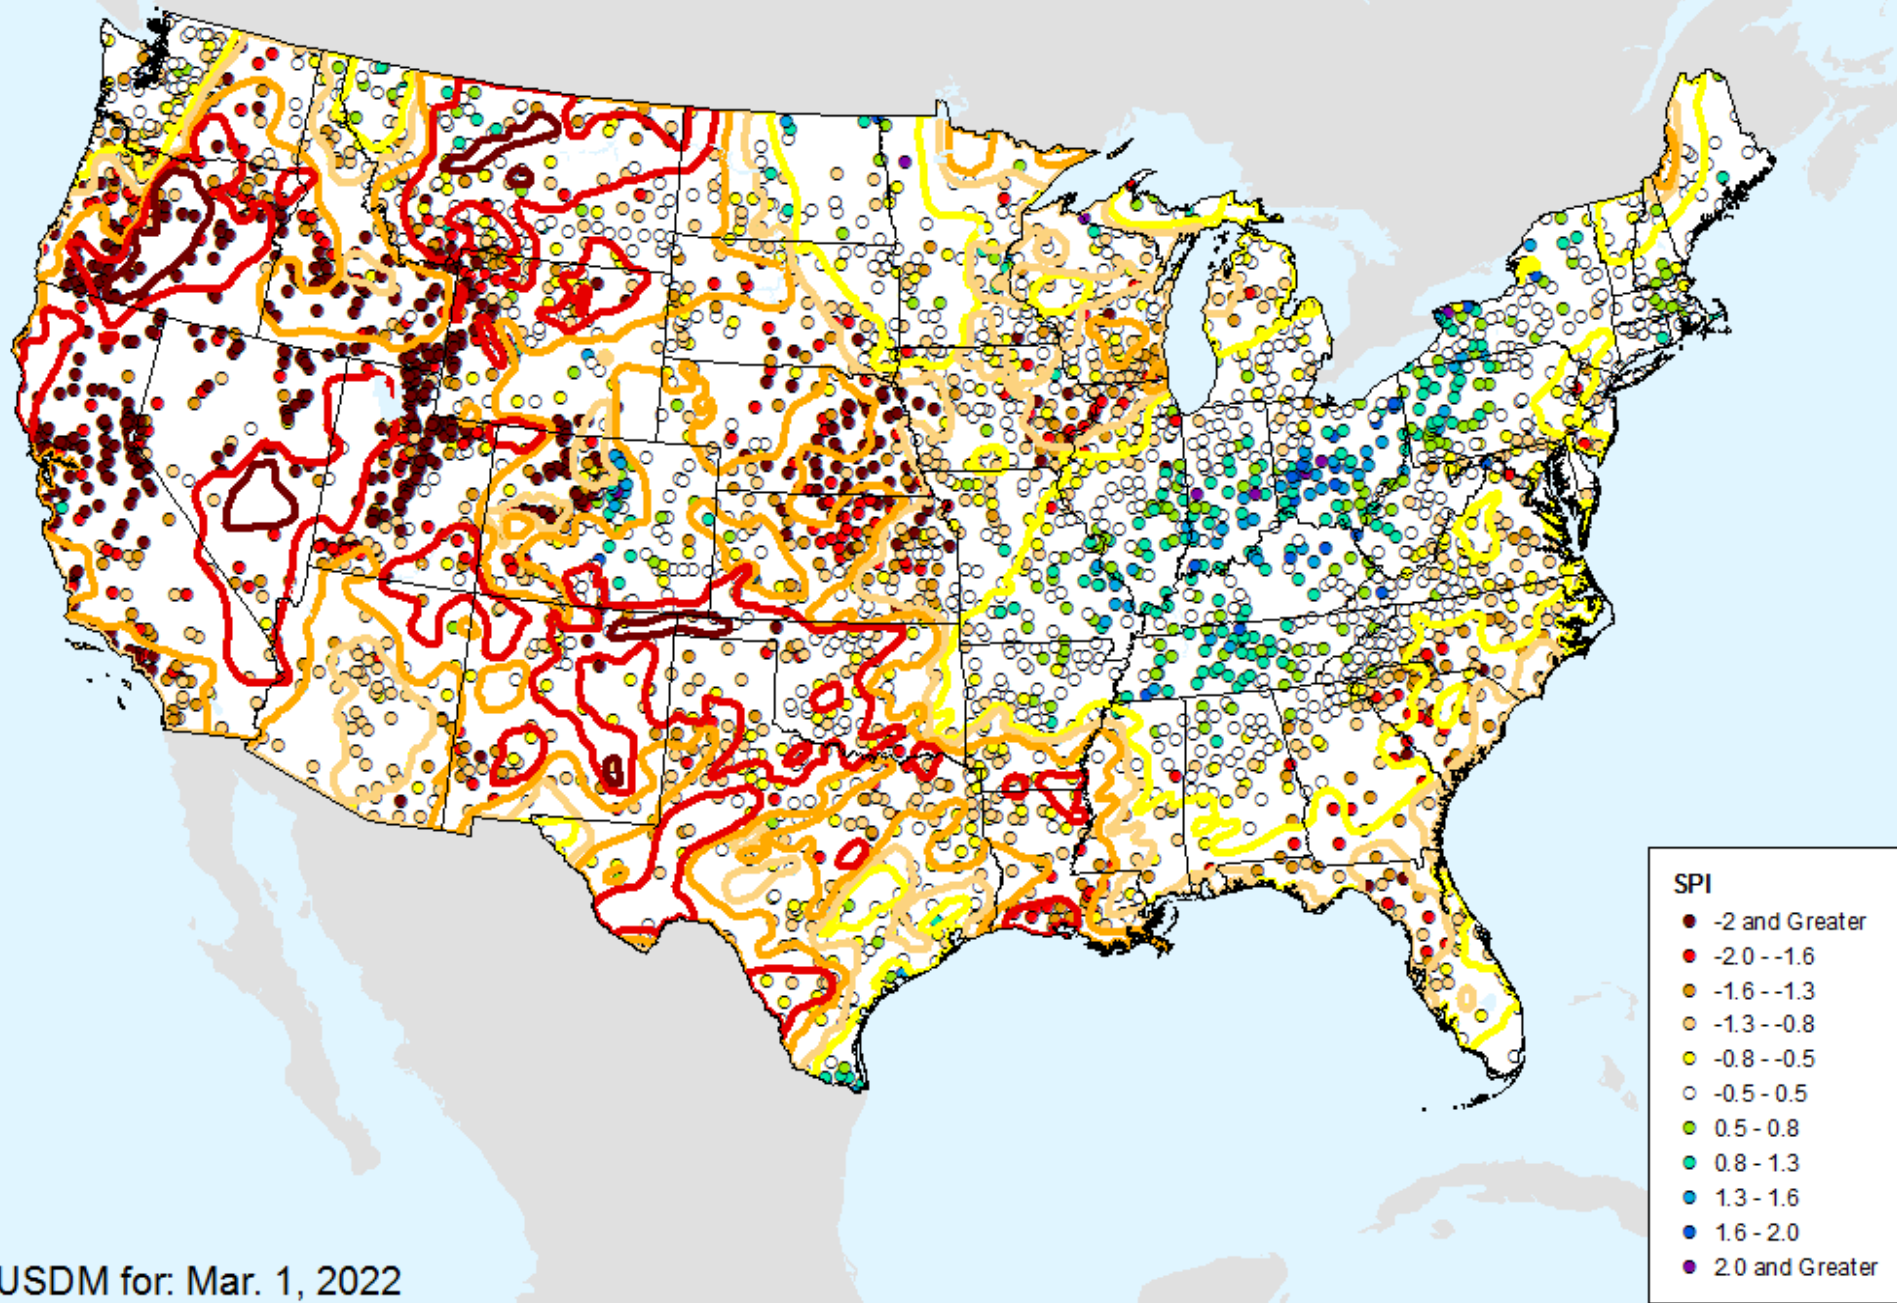 SPI
-2 and Greater
-2.0 - -1.6
-1.6 - -1.3
-1.3 - -0.8
-0.8 - -0.5
-0.5 - 0.5
0.5 - 0.8
0.8 - 1.3
1.3 - 1.6
1.6 - 2.0
2.0 and Greater
USDM for: Mar. 1, 2022